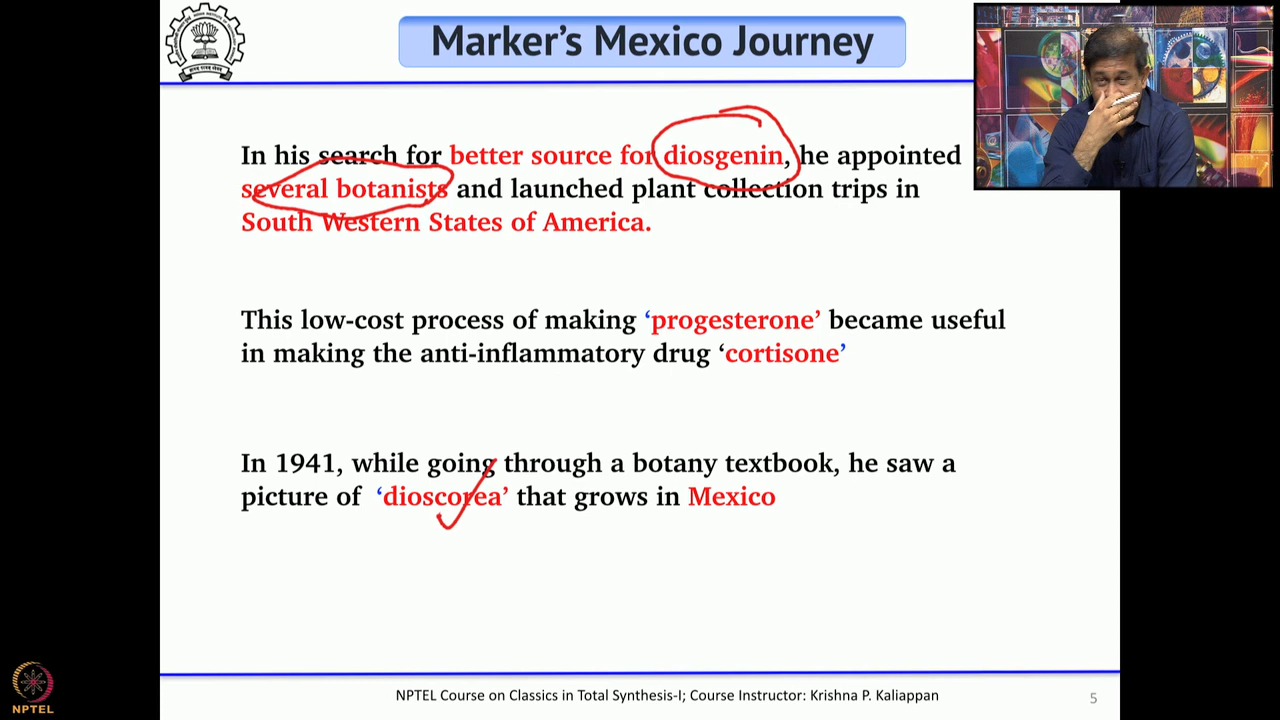 Marker's Mexico Journey
In his search for better source for diosgenin, he appointed
several botanists and launched plant collection trips in
South Western States of America.
This low-cost process of making ‘progesterone’ became useful
in making the anti-inflammatory drug ‘cortisone’
In 1941, while going through a botany textbook, he saw a
picture of ‘dioscorea’ that grows in Mexico
NPTEL Course on Classics in Total Synthesis-I; Course Instructor: Krishna P. Kaliappan
5
NPTEL